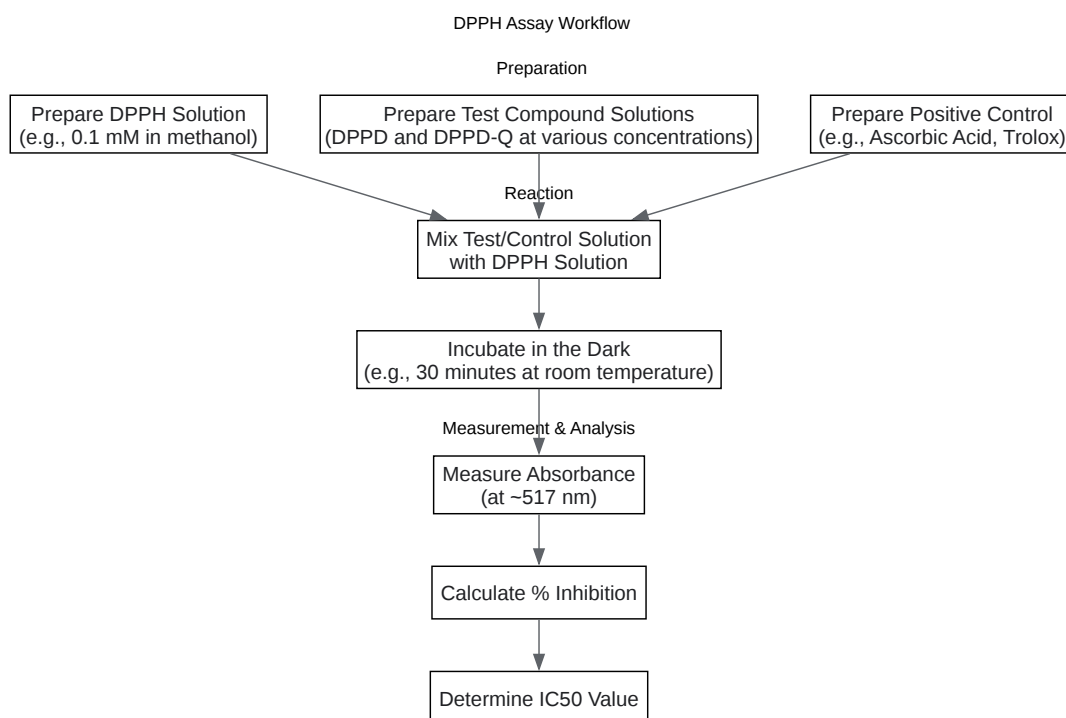 DPPH Assay Workflow
Preparation
Prepare DPPH Solution
(e.g., 0.1 mM in methanol)
Prepare Test Compound Solutions
(DPPD and DPPD-Q at various concentrations)
Prepare Positive Control
(e.g., Ascorbic Acid, Trolox)
Reaction
Mix Test/Control Solution
with DPPH Solution
Incubate in the Dark
(e.g., 30 minutes at room temperature)
Measurement & Analysis
Measure Absorbance
(at ~517 nm)
Calculate % Inhibition
Determine IC50 Value